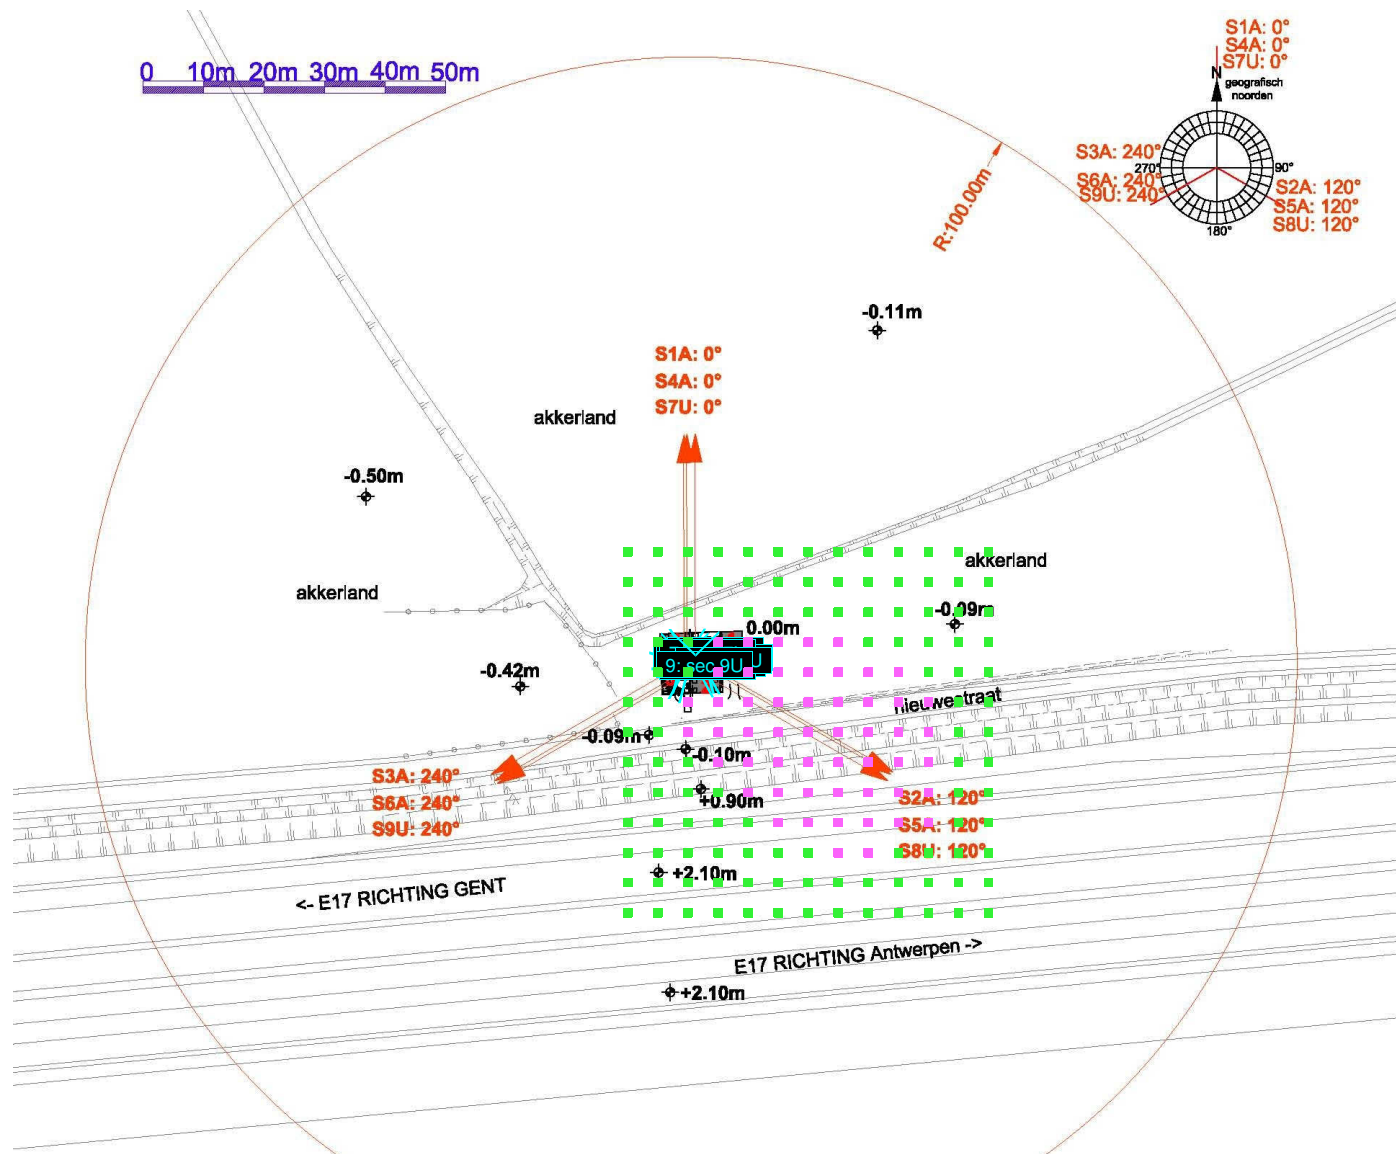 S1A: 0°
S4A: 0°
S7U: 0°
N
geografisch
noorden
0 10m 20m 30m 40m 50m
S3A: 240°
270°
90°
S6A: 240°
S9U: 240°
S2A: 120°
S5A: 120°
S8U: 120°
180°
R:100.00m
-0.11m
S1A: 0°
S4A: 0°
S7U: 0°
akkerland
-0.50m
akkerland
akkerland
-0.09m
0.00m
9: sec 9U
U
-0.42m
nieuwestraat
-0.09m
-0.10m
S3A: 240°
S6A: 240°
S9U: 240°
+0.90m
S2A: 120°
S5A: 120°
S8U: 120°
+2.10m
<- E17 RICHTING GENT
E17 RICHTING Antwerpen ->
+2.10m